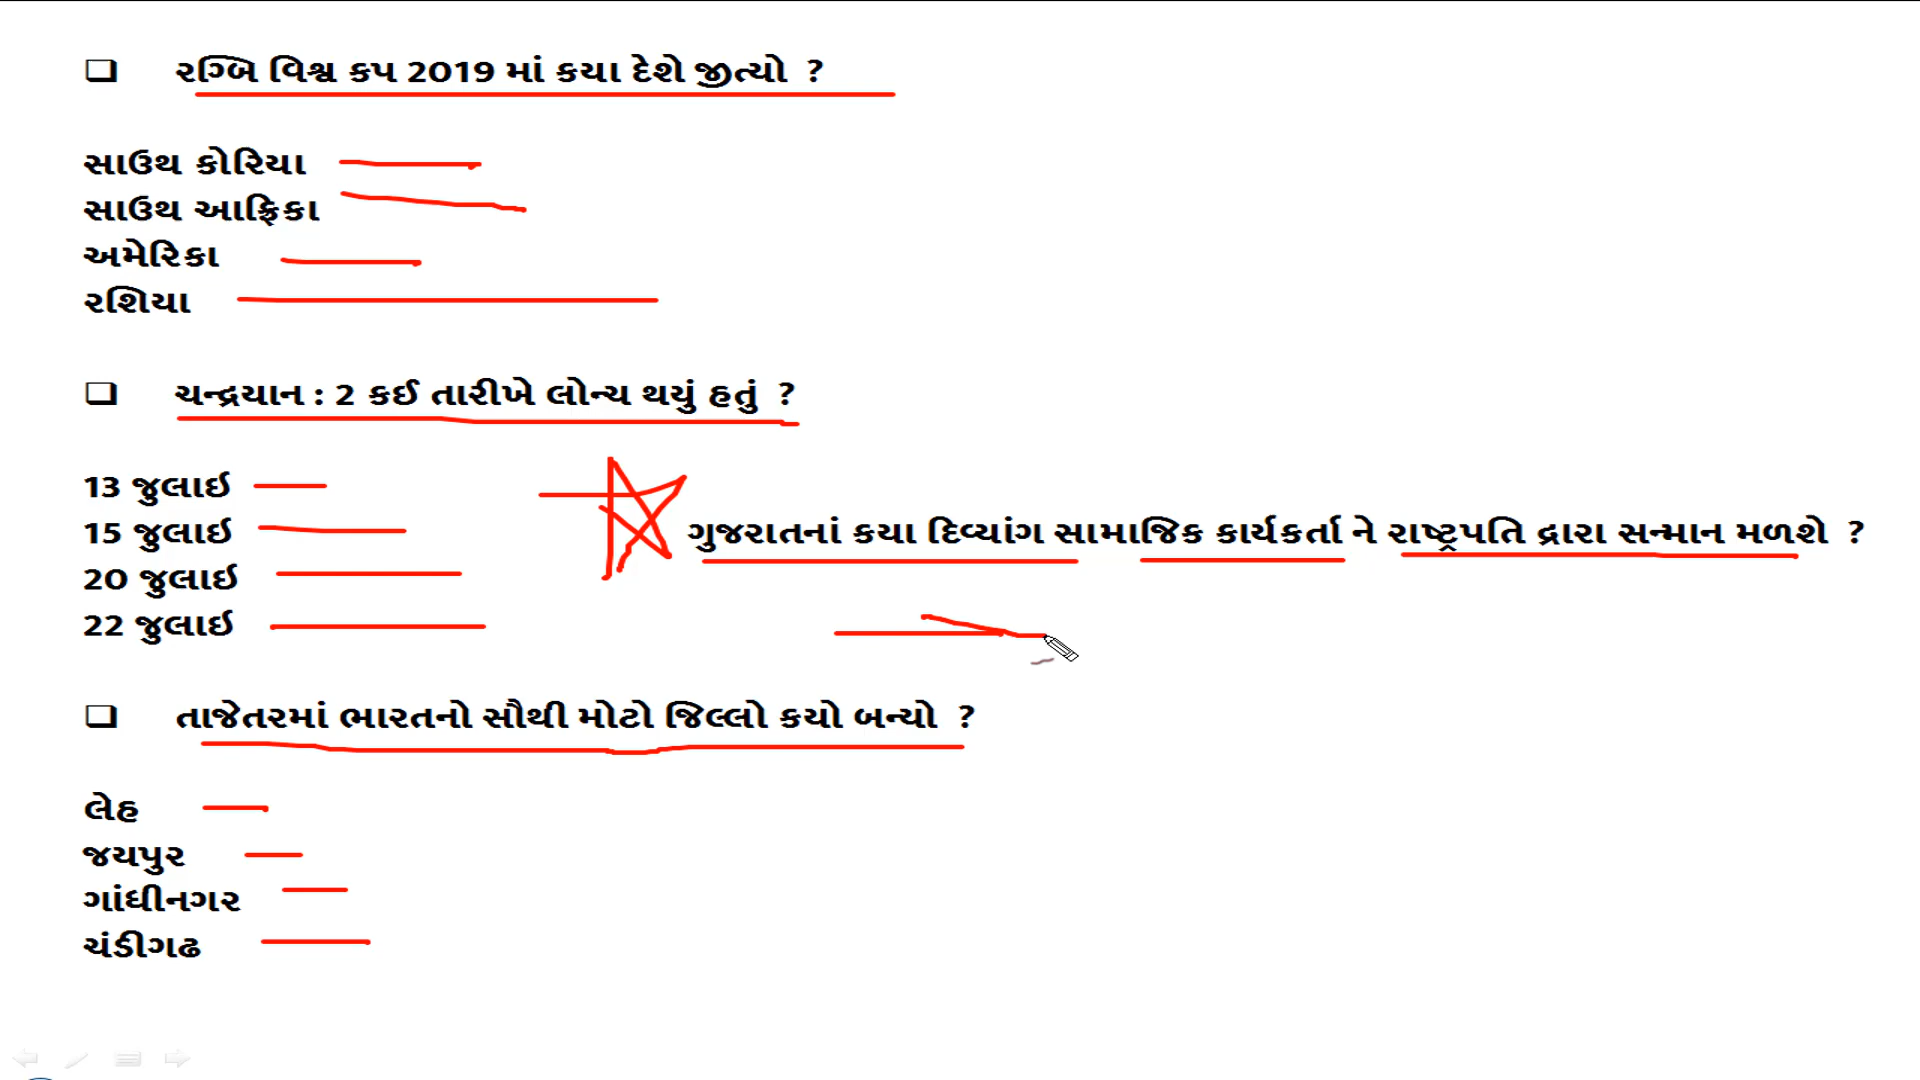 રગ્બિ વિશ્વ કપ 2019 માં કયા દેશે જીત્યો ?
સાઉથ કોરિયા
સાઉથ આફ્રિકા
અમેરિકા
રશિયા
ચન્દ્રયાન : 2 કઈ તારીખે લોન્ચ થયું હતું ?
13 જુલાઈ
15 જુલાઈ
20 જુલાઈ
22 જુલાઈ
ગુજરાતનાં કયા દિવ્યાંગ સામાજિક કાર્યકર્તા ને રાષ્ટ્રપતિ દ્વારા સન્માન મળશે ?
તાજેતરમાં ભારતનો સૌથી મોટો જિલ્લો કયો બન્યો ?
લેહ
જયપુર
ગાંધીનગર
ચંડીગઢ